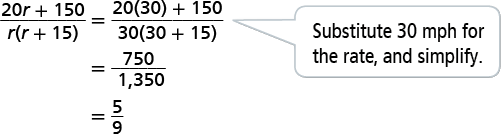 (20r + 150)/(r(r + 15)) = (20(30) + 150)/(30(30 + 15))
= 750/1,350
= 5/9
Substitute 30 mph for
the rate, and simplify.